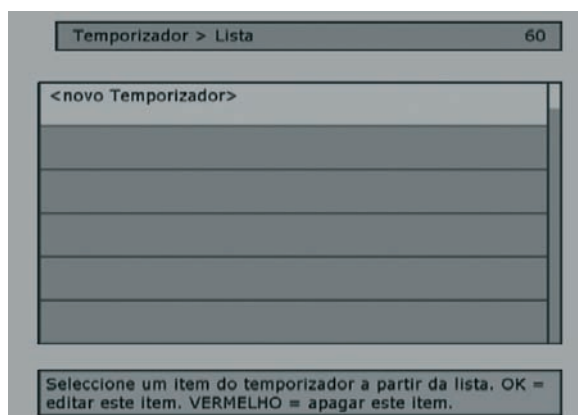 Temporizador > Lista 60
<novo Temporizador>
Seleccione um item do temporizador a partir da lista. OK =
editar este item. VERMELHO = apagar este item.